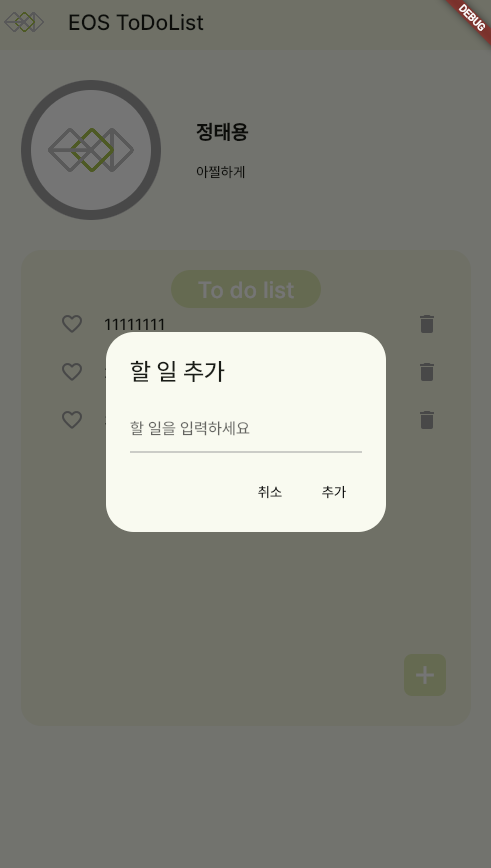 EOS ToDoList
DEBUG
정태용
아찔하게
To do list
11111111
할 일 추가
할 일을 입력하세요
취소
추가